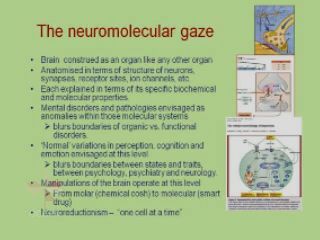 The neuromolecular gaze
• Brain construed as an organ like any other organ
• Anatomised in terms of structure of neurons,
synapses, receptor sites, ion channels, etc.
• Each explained in terms of its specific biochemical
and molecular properties.
• Mental disorders and pathologies envisaged as
anomalies within those molecular systems
➢ blurs boundaries of organic vs. functional
disorders.
• 'Normal' variations in perception, cognition and
emotion envisaged at this level
➢ blurs boundaries between states and traits,
between psychology, psychiatry and neurology.
• Manipulations of the brain operate at this level
➢ From molar (chemical cosh) to molecular (smart
drug)
• Neuroreductionism – "one cell at a time"